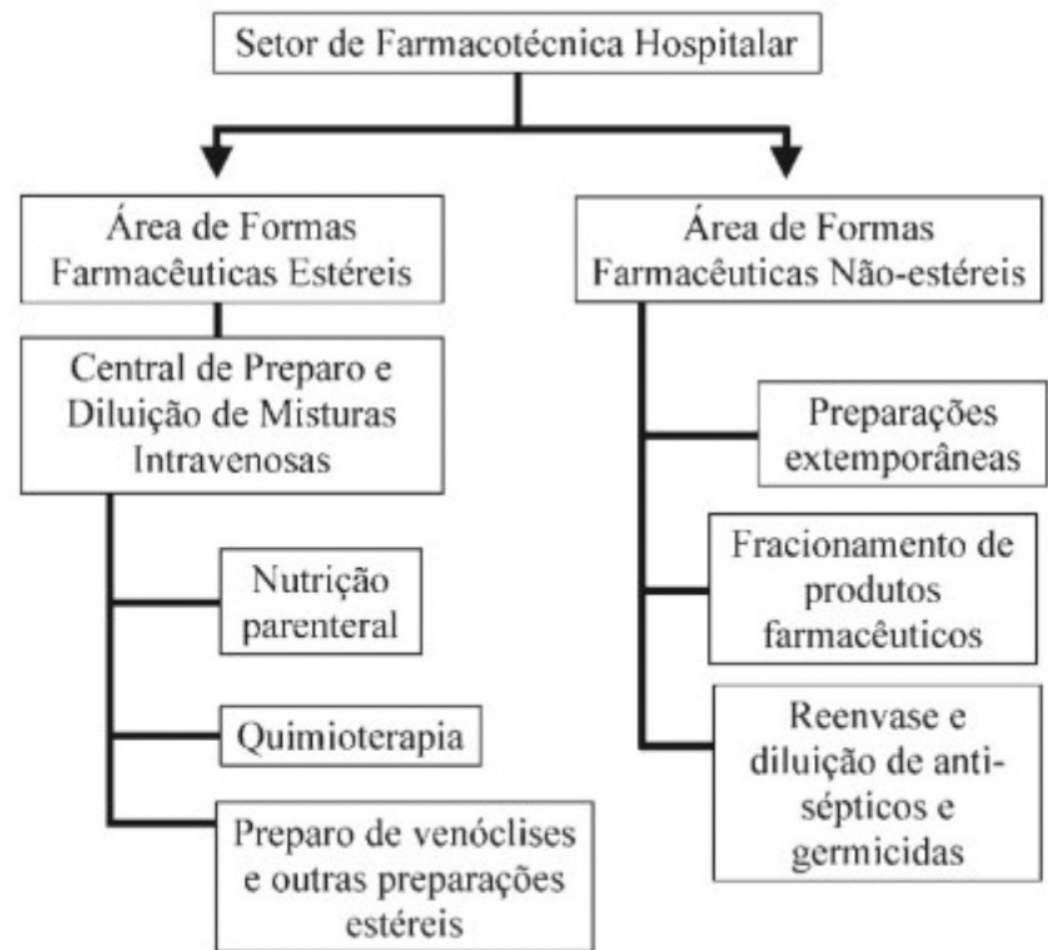 Setor de Farmacotécnica Hospitalar
Área de Formas
Farmacêuticas Estéreis
Central de Preparo e
Diluição de Misturas
Intravenosas
Nutrição
parenteral
Quimioterapia
Preparo de venóclises
e outras preparações
estéreis
Área de Formas
Farmacêuticas Não-estéreis
Preparações
extemporâneas
Fracionamento de
produtos
farmacêuticos
Reenvase e
diluição de anti-
sépticos e
germicidas